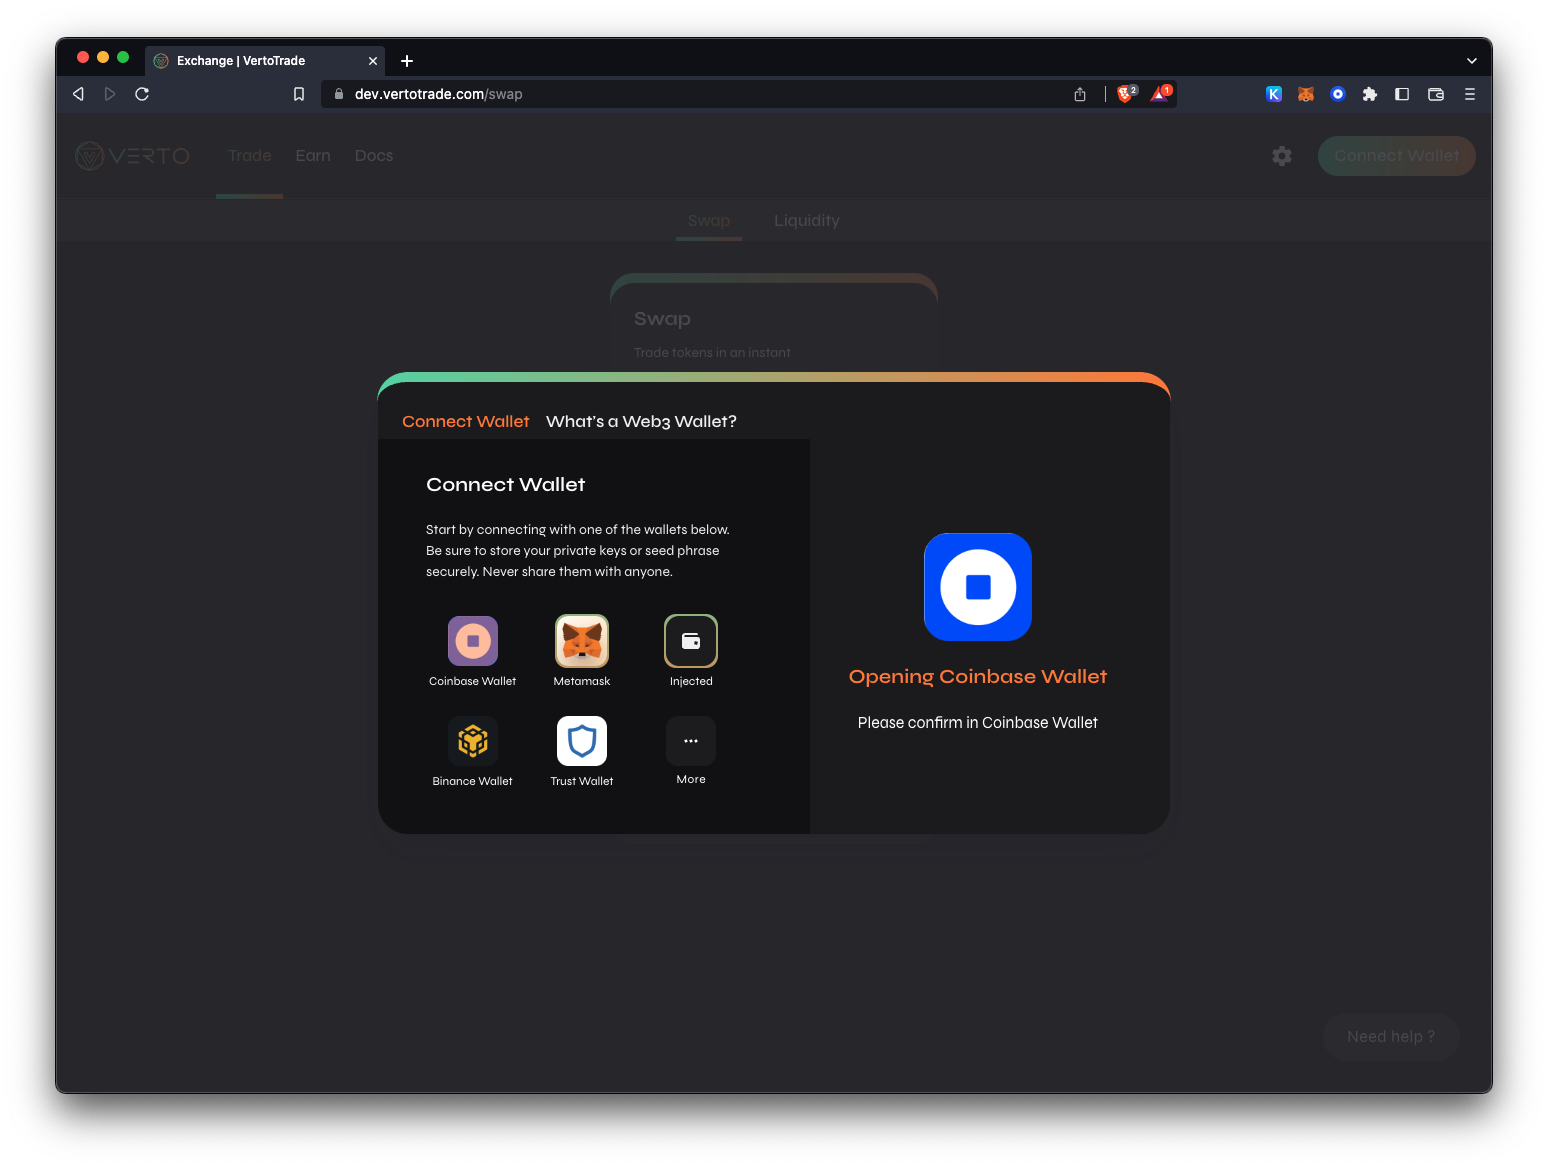 Exchange | VertoTrade
dev.vertotrade.com/swap
2
1
K
VERTO
Trade
Earn
Docs
Connect Wallet
Swap
Liquidity
Swap
Trade tokens in an instant
Connect Wallet
What's a Web3 Wallet?
Connect Wallet
Start by connecting with one of the wallets below.
Be sure to store your private keys or seed phrase
securely. Never share them with anyone.
Coinbase Wallet
Metamask
Injected
Binance Wallet
Trust Wallet
More
Opening Coinbase Wallet
Please confirm in Coinbase Wallet
Need help ?